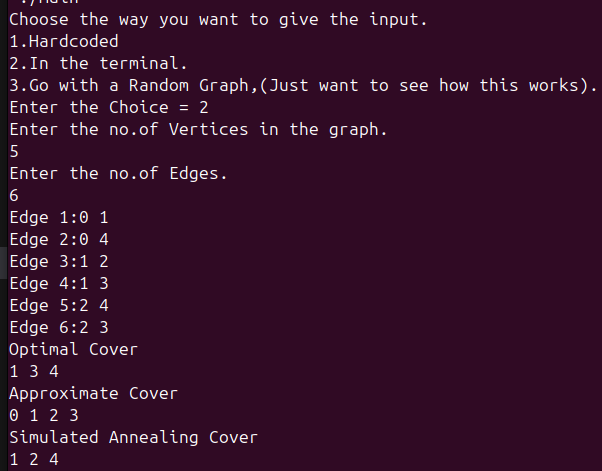 Choose the way you want to give the input.
1.Hardcoded
2.In the terminal.
3.Go with a Random Graph,(Just want to see how this works).
Enter the Choice = 2
Enter the no.of Vertices in the graph.
5
Enter the no.of Edges.
6
Edge 1:0 1
Edge 2:0 4
Edge 3:1 2
Edge 4:1 3
Edge 5:2 4
Edge 6:2 3
Optimal Cover
1 3 4
Approximate Cover
0 1 2 3
Simulated Annealing Cover
1 2 4